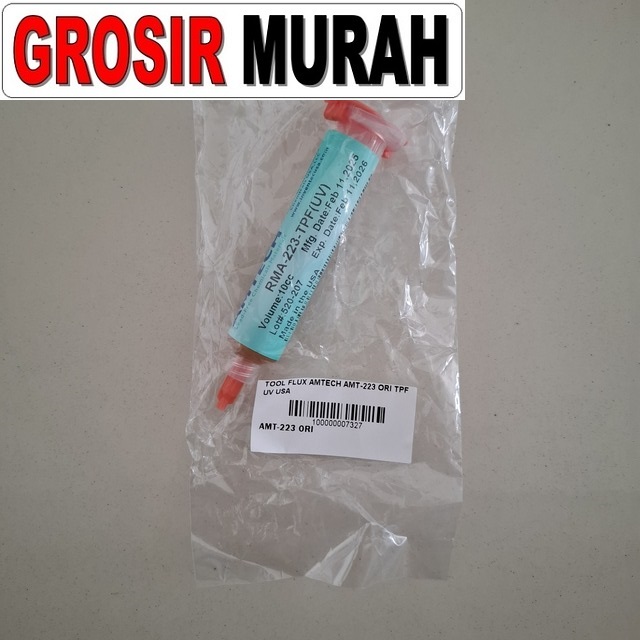 GROSIR MURAH
RMA-223-TPF(UV)
Volume:10cc
Mfg. Date:Feb 11.2025
Lot# 520-207
Exp. Date:Feb 11.2026
Made in the USA
TOOL FLUX AMTECH AMT-223 ORI TPF
UV USA
100000007327
AMT-223 ORI